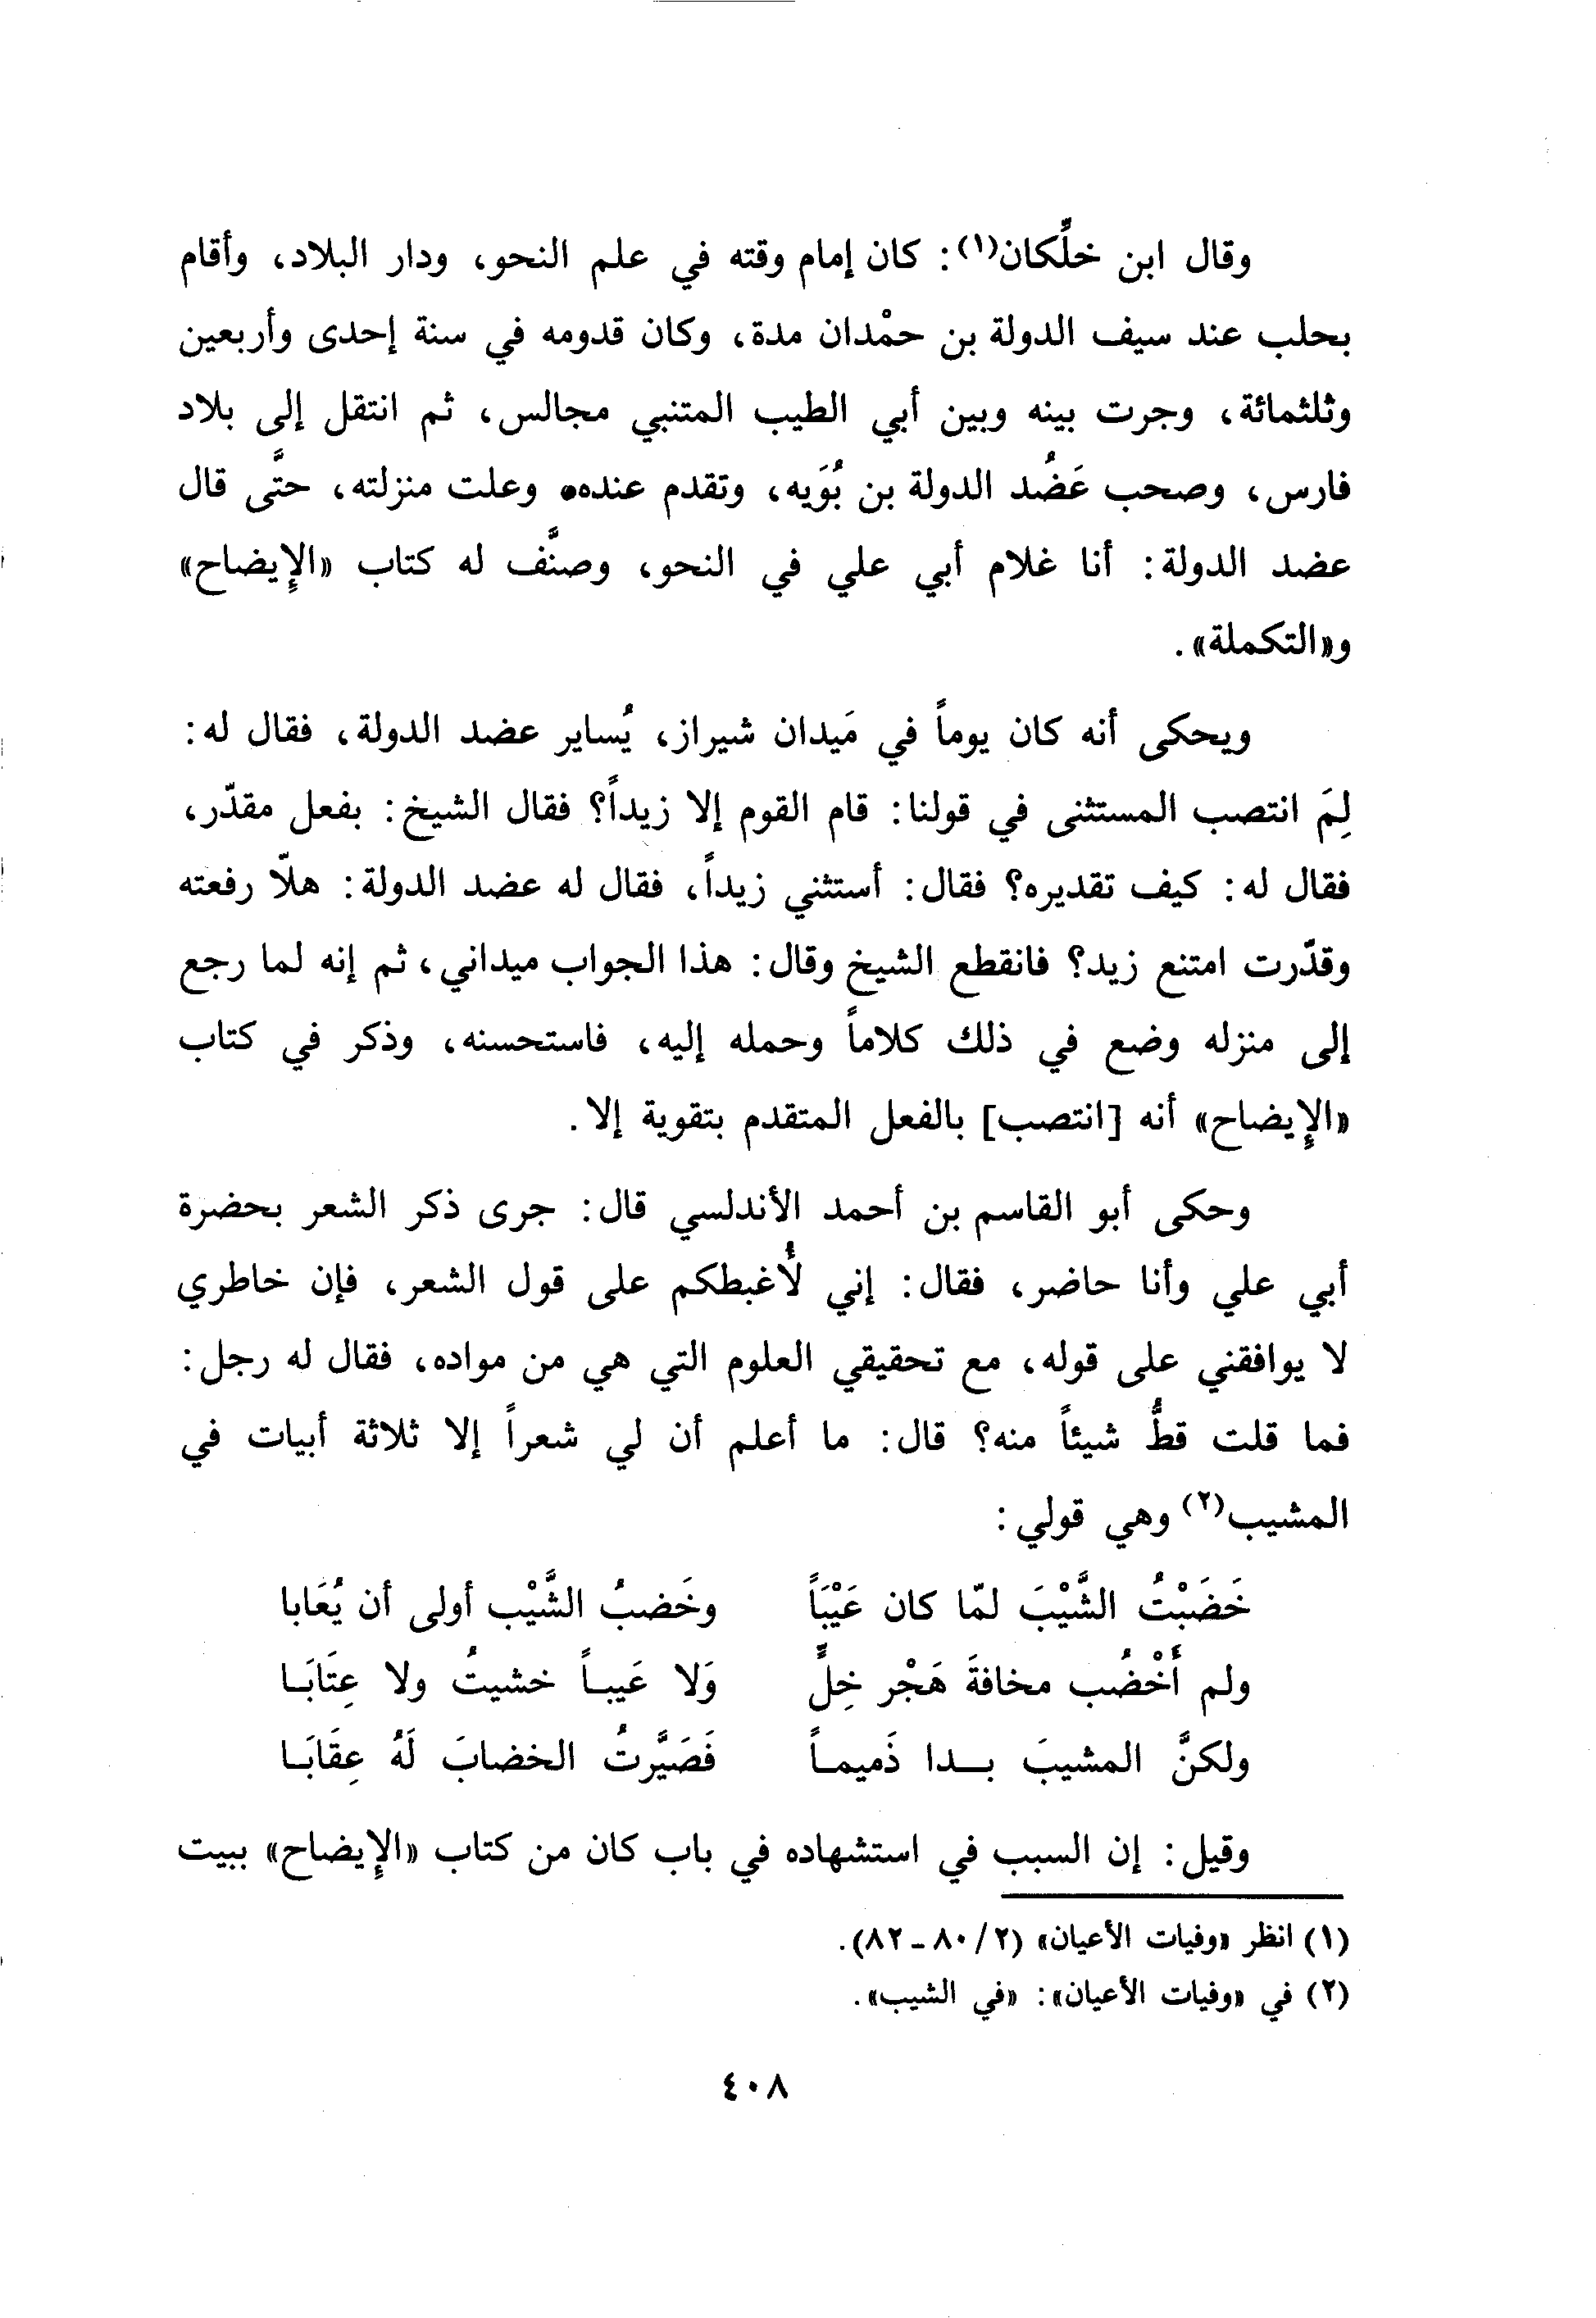 وقال ابن خلِّكان(١): كان إمام وقته في علم النحو، ودار البلاد، وأقام
بحلب عند سيف الدولة بن حمْدان مدة، وكان قدومه في سنة إحدى وأربعين
وثلثمائة، وجرت بينه وبين أبي الطيب المتنبي مجالس، ثم انتقل إلى بلاد
فارس، وصحب عَضُد الدولة بن بُوَيه، وتقدم عنده، وعلت منزلته، حتَّى قال
عضد الدولة: أنا غلام أبي علي في النحو، وصنَّف له كتاب «الإيضاح»
و«التكملة».
ويحكى أنه كان يوماً في مَيدان شيراز، يُساير عضد الدولة، فقال له:
لِمَ انتصب المستثنى في قولنا: قام القوم إلا زيداً؟ فقال الشيخ: بفعل مقدّر،
فقال له: كيف تقديره؟ فقال: أستثني زيداً، فقال له عضد الدولة: هلّا رفعته
وقدّرت امتنع زيد؟ فانقطع الشيخ وقال: هذا الجواب ميداني، ثم إنه لما رجع
إلى منزله وضع في ذلك كلاماً وحمله إليه، فاستحسنه، وذكر في كتاب
«الإيضاح» أنه [انتصب] بالفعل المتقدم بتقوية إلا.
وحكى أبو القاسم بن أحمد الأندلسي قال: جرى ذكر الشعر بحضرة
أبي علي وأنا حاضر، فقال: إني لأُغبطكم على قول الشعر، فإن خاطري
لا يوافقني على قوله، مع تحقيقي العلوم التي هي من مواده، فقال له رجل:
فما قلت قطُّ شيئاً منه؟ قال: ما أعلم أن لي شعراً إلا ثلاثة أبيات في
المشيب(٢) وهي قولي:
خَضَبْتُ الشَّيْبَ لمّا كان عَيْبَاً وخَضبُ الشَّيْب أولى أن يُعَابا
ولم أَخْضُب مخافةَ هَجْر خِلٍّ وَلا عَيبـاً خشيتُ ولا عِتَابَـا
ولكنَّ المشيبَ بـــدا ذَميمـاً فَصَيَّرتُ الخضابَ لَهُ عِقَابَـا
وقيل: إن السبب في استشهاده في باب كان من كتاب «الإيضاح» ببيت
(١) انظر «وفيات الأعيان» (٢/ ٨٠ - ٨٢).
(٢) في «وفيات الأعيان»: «في الشيب».
٤٠٨